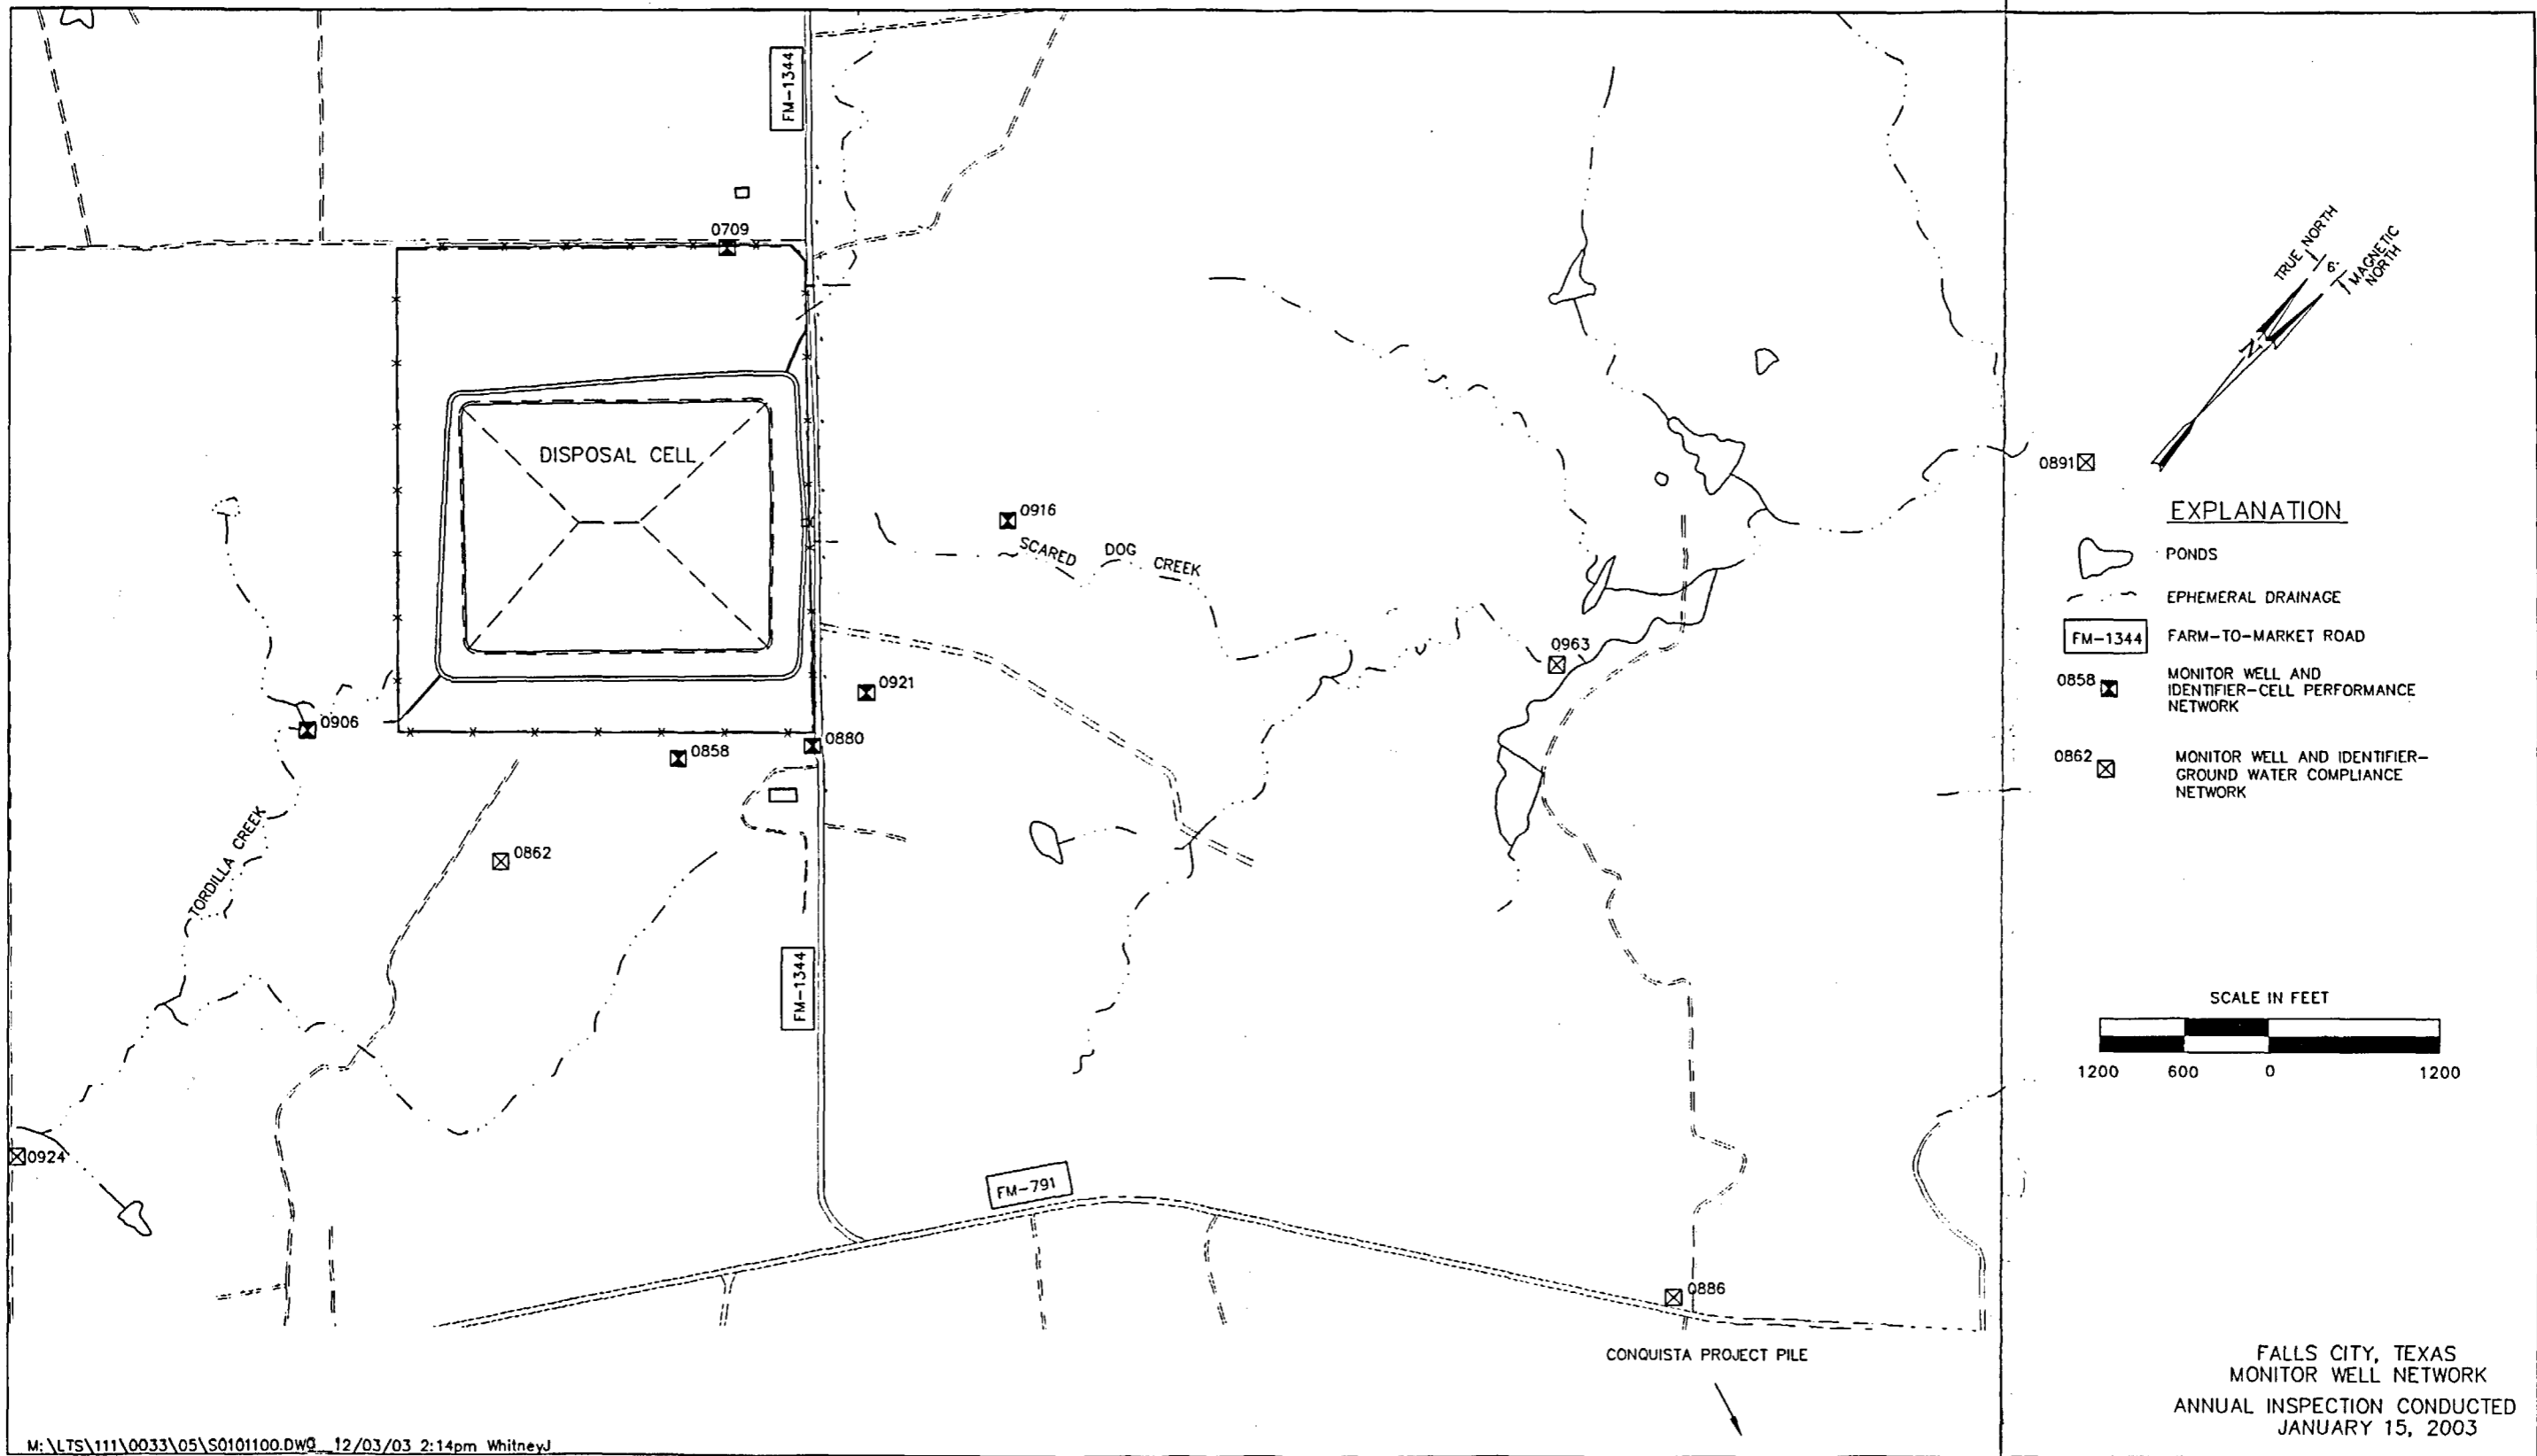 FM-1344
0709
DISPOSAL CELL
0916
SCARED DOG CREEK
0963
0921
0906
0858
0880
0862
TORDILLA CREEK
FM-1344
0924
FM-791
0886
CONQUISTA PROJECT PILE
0891
TRUE NORTH
6°
MAGNETIC
NORTH
N
EXPLANATION
PONDS
EPHEMERAL DRAINAGE
FM-1344 FARM-TO-MARKET ROAD
0858 MONITOR WELL AND
IDENTIFIER-CELL PERFORMANCE
NETWORK
0862 MONITOR WELL AND IDENTIFIER-
GROUND WATER COMPLIANCE
NETWORK
SCALE IN FEET
1200 600 0 1200
FALLS CITY, TEXAS
MONITOR WELL NETWORK
ANNUAL INSPECTION CONDUCTED
JANUARY 15, 2003
M:\LTS\111\0033\05\S0101100.DWG 12/03/03 2:14pm WhitneyJ